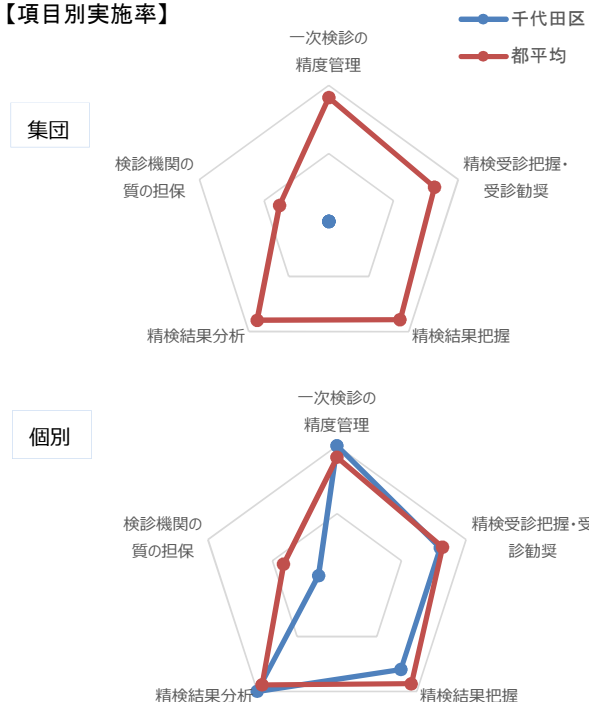 【項目別実施率】
千代田区
都平均
集団
一次検診の
精度管理
精検受診把握・
受診勧奨
精検結果把握
精検結果分析
検診機関の
質の担保
個別
一次検診の
精度管理
精検受診把握・受
診勧奨
精検結果把握
精検結果分析
検診機関の
質の担保